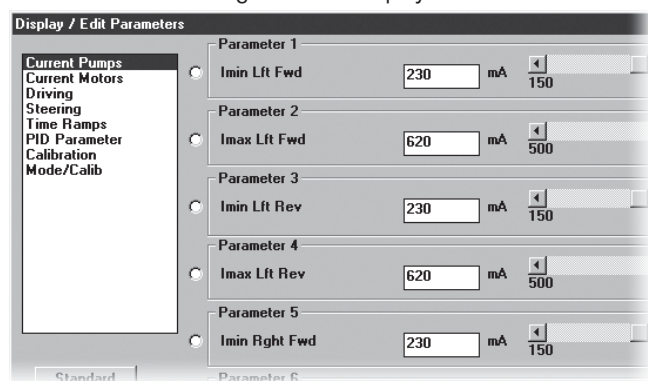 Display / Edit Parameters
Current Pumps
Current Motors
Driving
Steering
Time Ramps
PID Parameter
Calibration
Mode/Calib
Standard
Parameter 1
Imin Lft Fwd 230 mA 150
Parameter 2
Imax Lft Fwd 620 mA 500
Parameter 3
Imin Lft Rev 230 mA 150
Parameter 4
Imax Lft Rev 620 mA 500
Parameter 5
Imin Rght Fwd 230 mA 150
Parameter 6